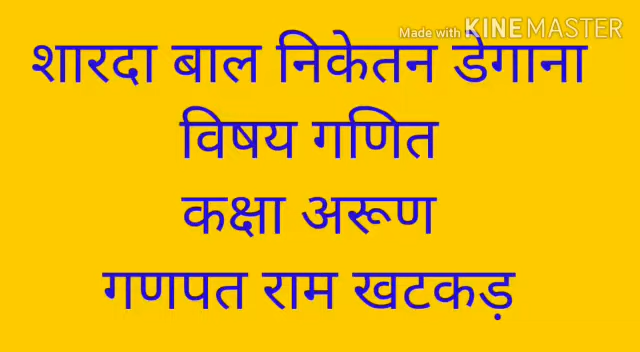 Made with KINEMASTER
शारदा बाल निकेतन डेगाना
विषय गणित
कक्षा अरूण
गणपत राम खटकड़